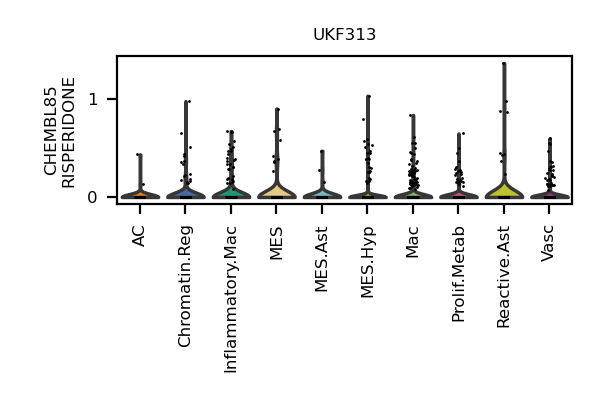 UKF313
CHEMBL85
RISPERIDONE
1
0
AC
Chromatin.Reg
Inflammatory.Mac
MES
MES.Ast
MES.Hyp
Mac
Prolif.Metab
Reactive.Ast
Vasc